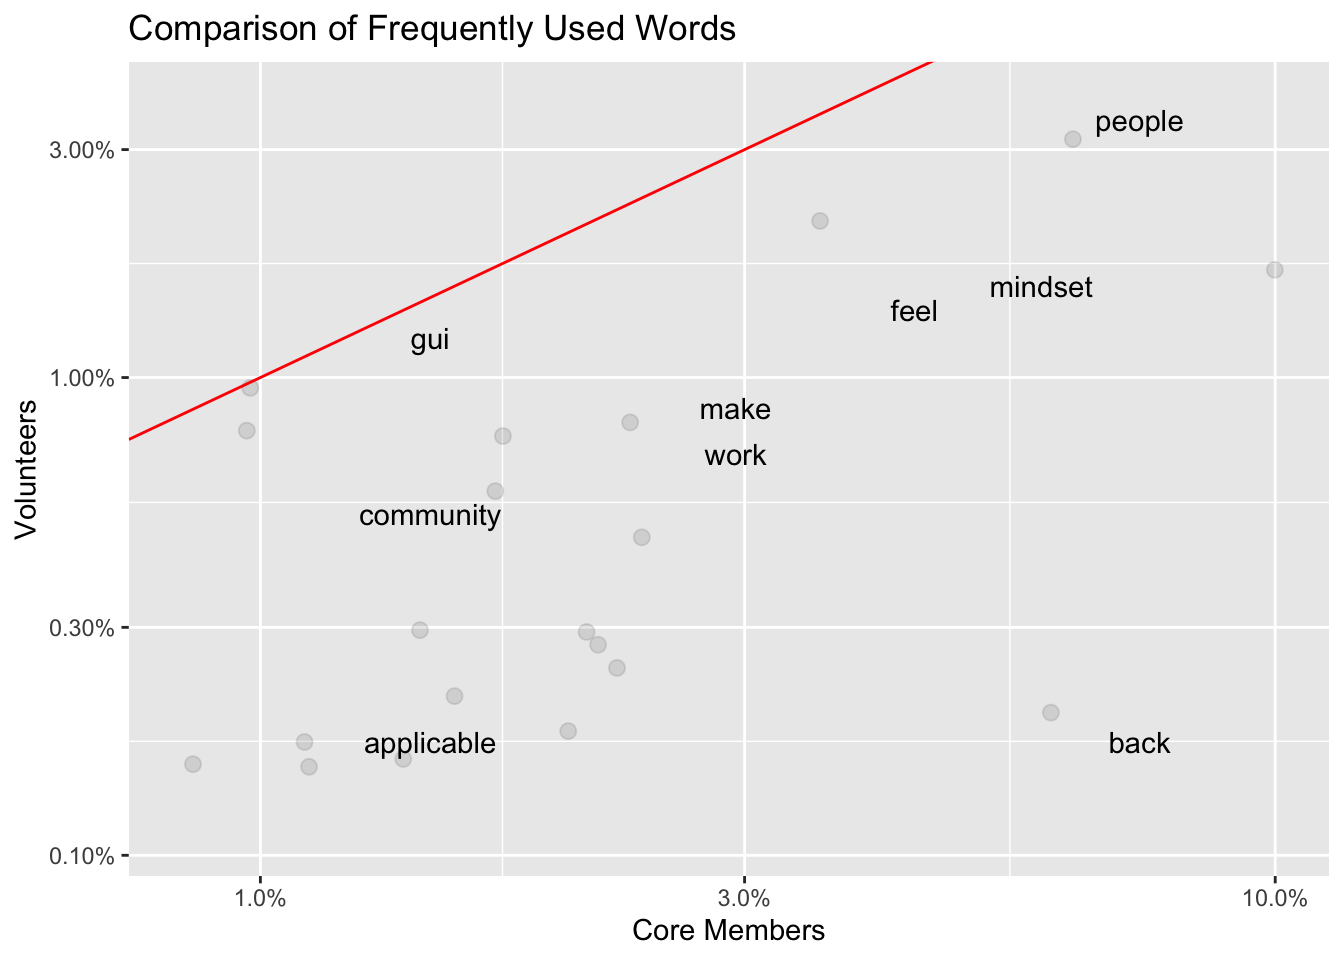 Comparison of Frequently Used Words
people
3.00%
mindset
feel
gui
1.00%
make
work
community
Volunteers
0.30%
applicable
back
0.10%
1.0%
3.0%
10.0%
Core Members